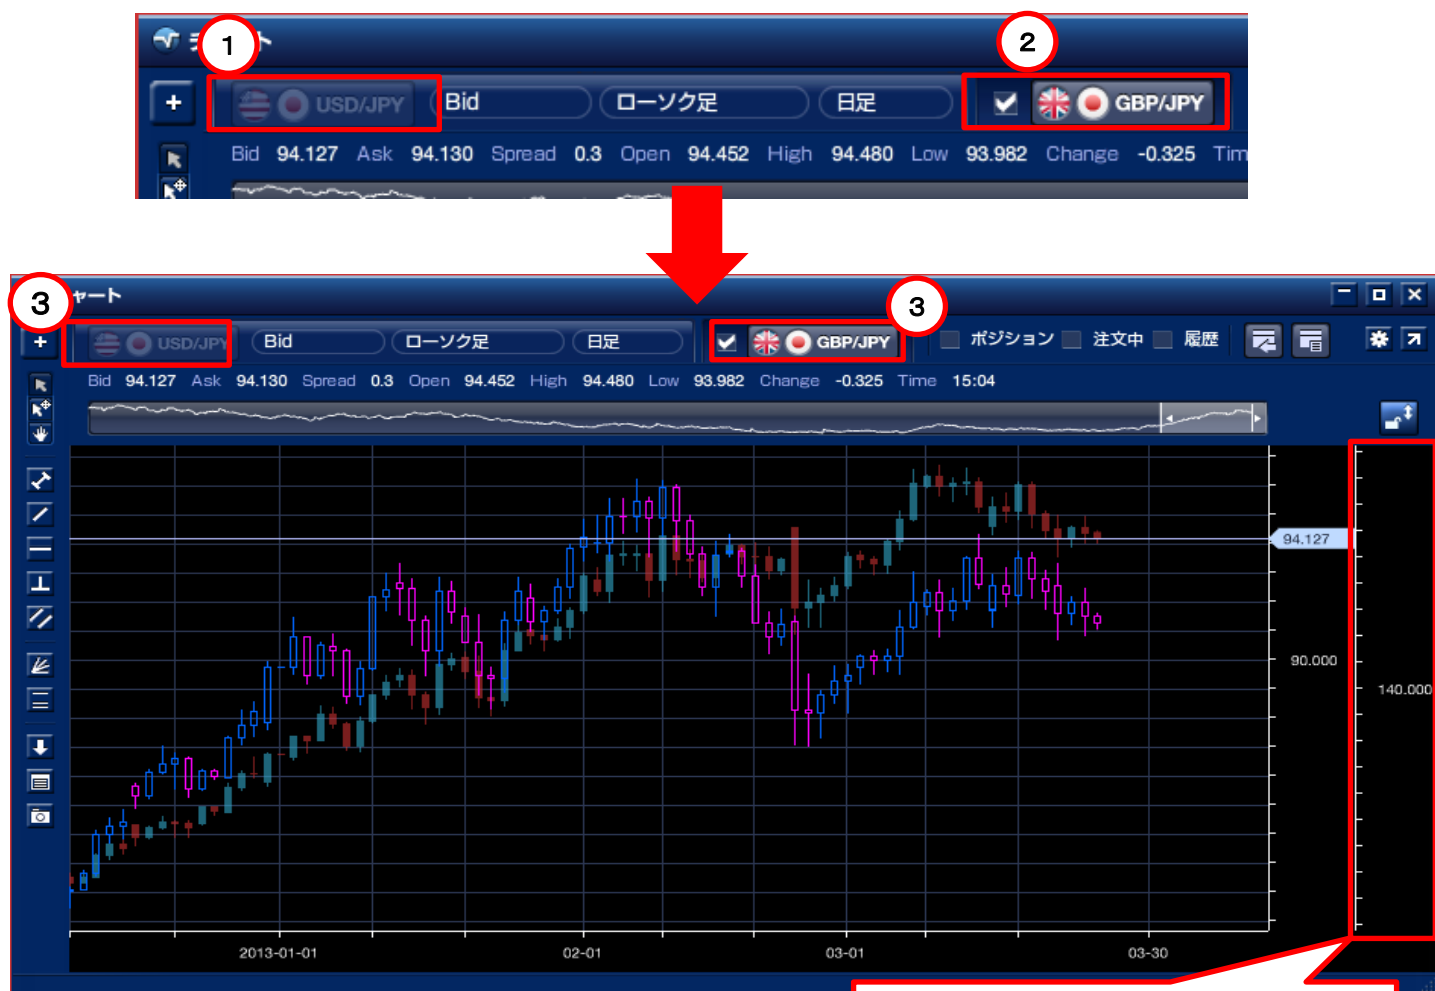 1
2
ト
+ USD/JPY Bid ローソク足 日足 GBP/JPY
Bid 94.127 Ask 94.130 Spread 0.3 Open 94.452 High 94.480 Low 93.982 Change -0.325
3
ャート
3
+ USD/JPY Bid ローソク足 日足 GBP/JPY ポジション 注文中 履歴
Bid 94.127 Ask 94.130 Spread 0.3 Open 94.452 High 94.480 Low 93.982 Change -0.325 Time 15:04
94.127
90.000
140.000
2013-01-01 02-01 03-01 03-30